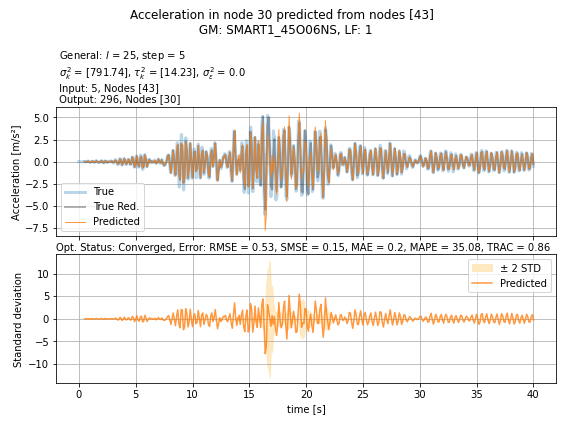 Acceleration in node 30 predicted from nodes [43]
GM: SMART1_45O06NS, LF: 1
General: l = 25, step = 5
σ²ₖ = [791.74], τ²ₖ = [14.23], σ²ε = 0.0
Input: 5, Nodes [43]
Output: 296, Nodes [30]
Acceleration [m/s²]
5.0
2.5
0.0
−2.5
−5.0
−7.5
True
True Red.
Predicted
Opt. Status: Converged, Error: RMSE = 0.53, SMSE = 0.15, MAE = 0.2, MAPE = 35.08, TRAC = 0.86
Standard deviation
10
5
0
−5
−10
± 2 STD
Predicted
0 5 10 15 20 25 30 35 40
time [s]